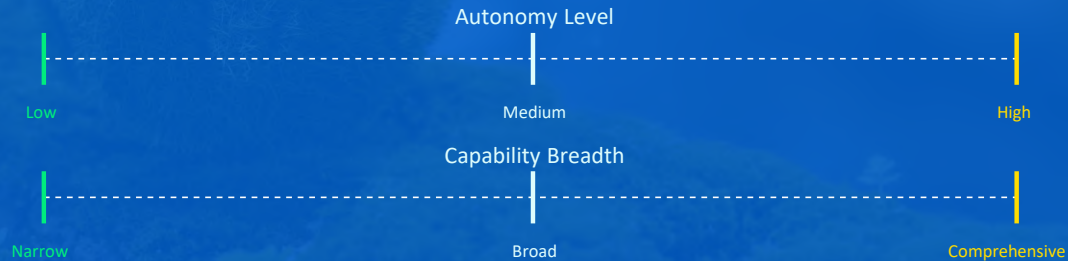 Autonomy Level
Low Medium High
Capability Breadth
Narrow Broad Comprehensive